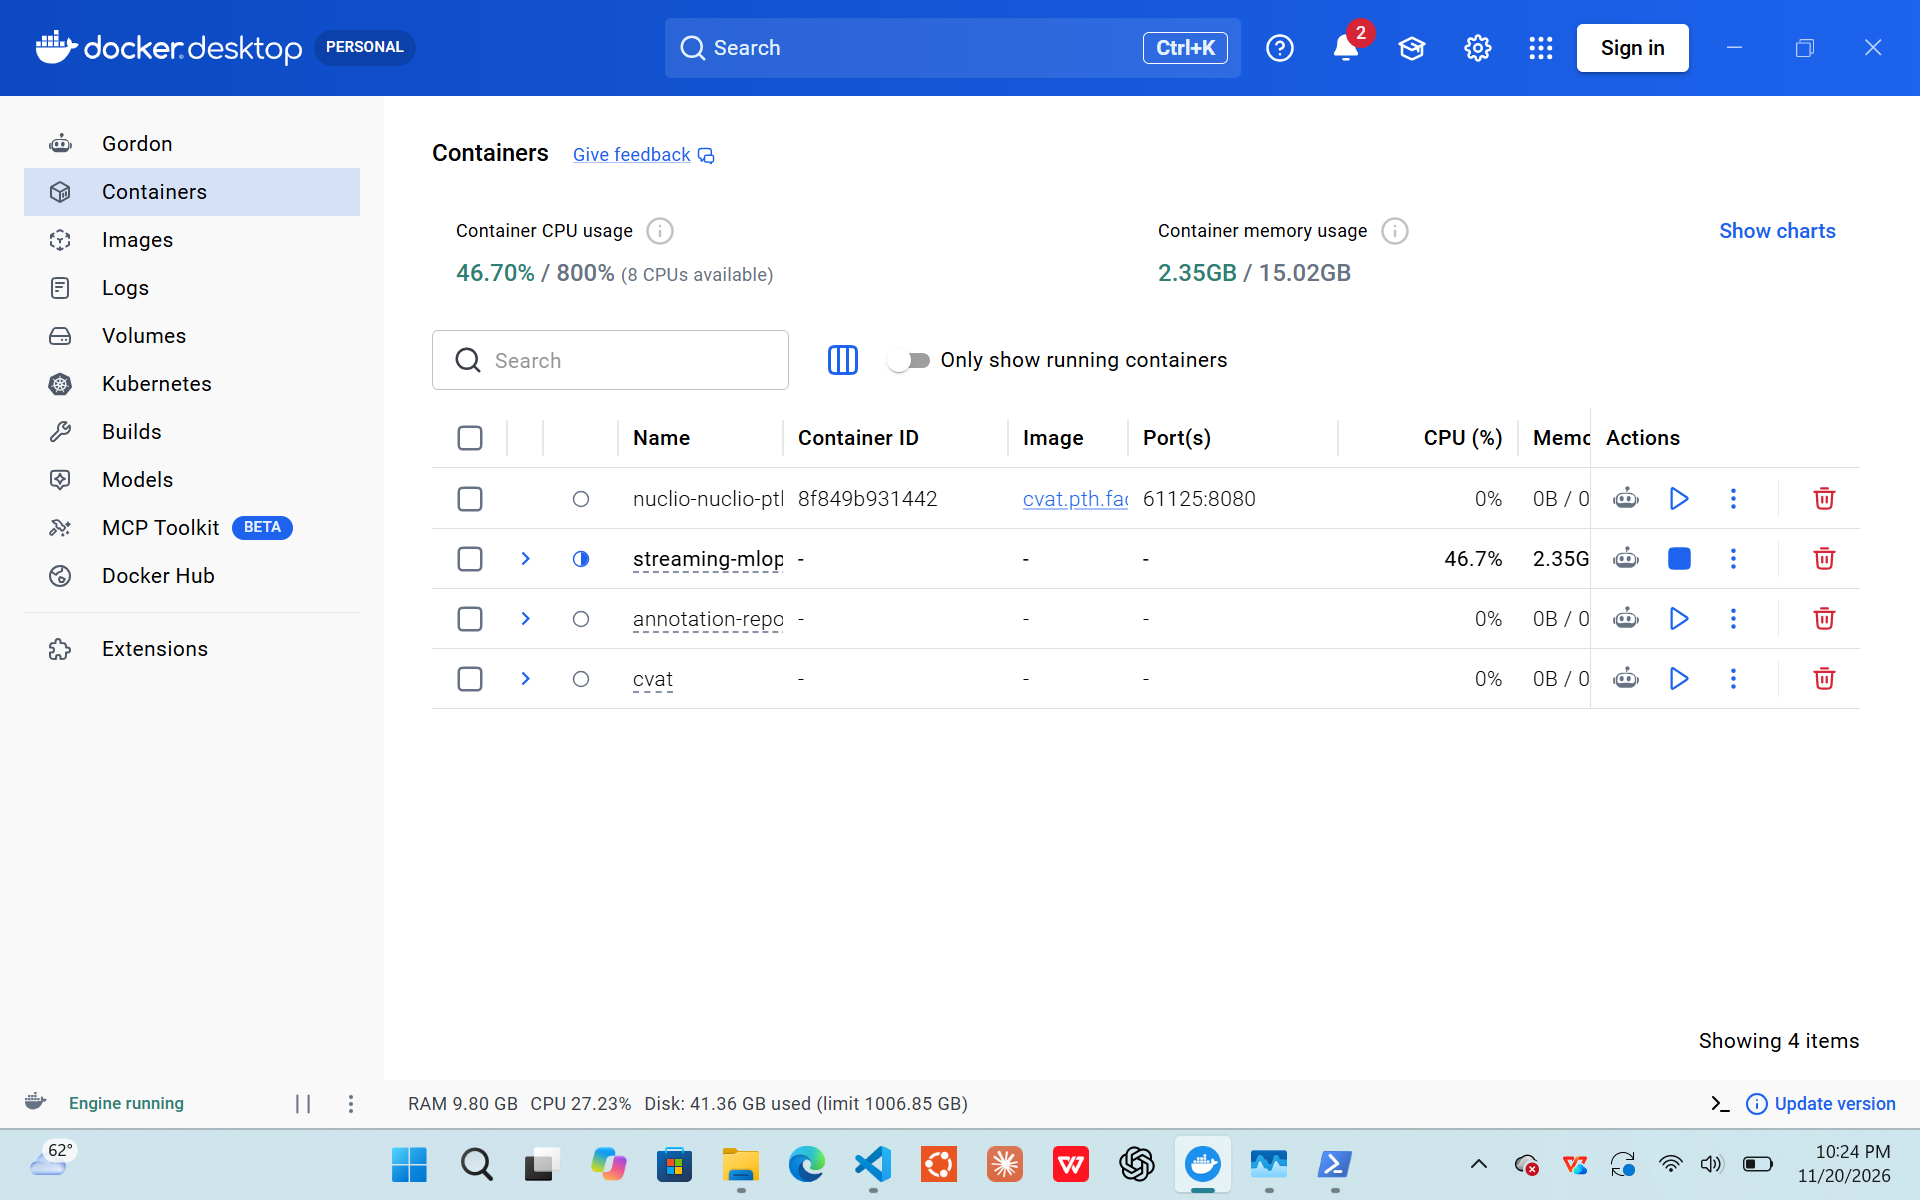 docker.desktop PERSONAL
Search
Ctrl+K
2
Sign in
Gordon
Containers
Images
Logs
Volumes
Kubernetes
Builds
Models
MCP Toolkit BETA
Docker Hub
Extensions
Containers Give feedback
Container CPU usage
46.70% / 800% (8 CPUs available)
Container memory usage
2.35GB / 15.02GB
Show charts
Search
Only show running containers
Name Container ID Image Port(s) CPU (%) Memo Actions
nuclio-nuclio-ptl 8f849b931442 cvat.pth.fac 61125:8080 0% 0B / 0
streaming-mlop - - - 46.7% 2.35G
annotation-repo - - - 0% 0B / 0
cvat - - - 0% 0B / 0
Showing 4 items
Engine running
RAM 9.80 GB CPU 27.23% Disk: 41.36 GB used (limit 1006.85 GB)
Update version
62°
10:24 PM
11/20/2026